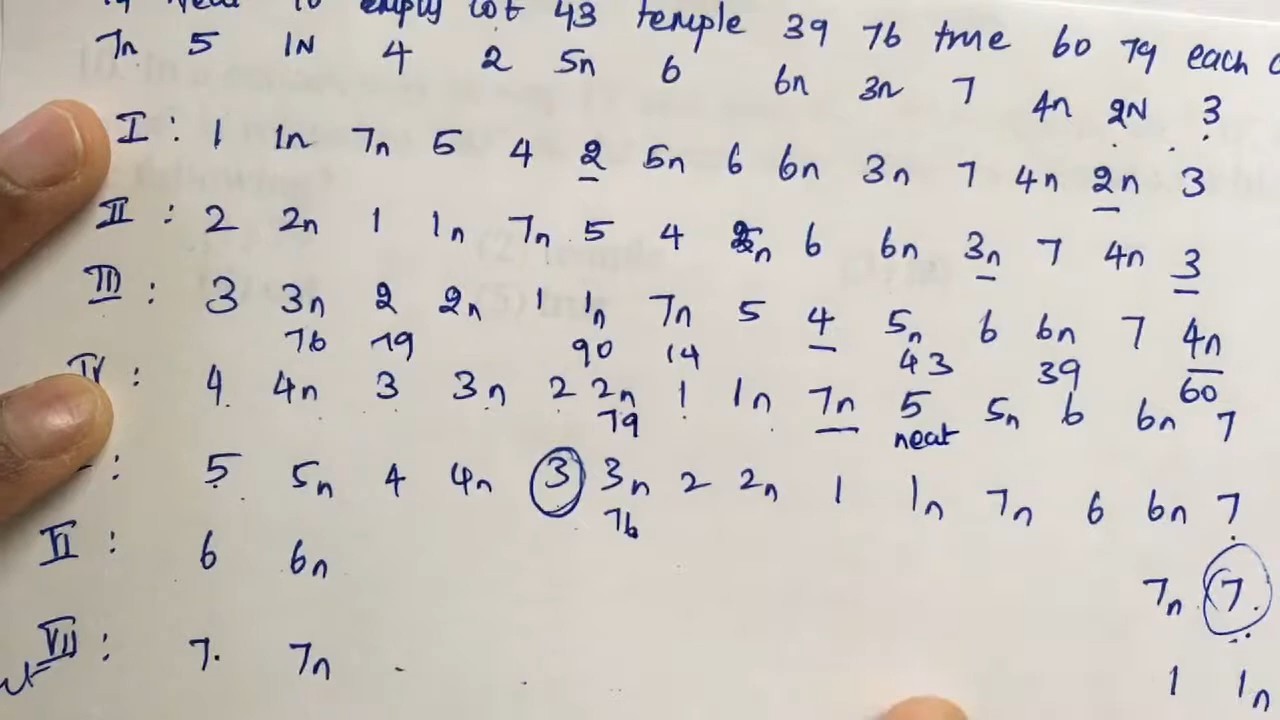 empty lot 43 temple 39 76 true 60 79 each
7n 5 1N 4 2 5n 6 6n 3n 7 4n 2N 3
I : 1 1n 7n 5 4 2 5n 6 6n 3n 7 4n 2n 3
II : 2 2n 1 1n 7n 5 4 5n 6 6n 3n 7 4n 3
III : 3 3n 2 2n 1 1n 7n 5 4 5n 6 6n 7 4n
76 79 90 14 43 39 60
IV : 4 4n 3 3n 2 2n 1 1n 7n 5 5n 6 6n 7
79 neat
: 5 5n 4 4n 3 3n 2 2n 1 1n 7n 6 6n 7
76
VI : 6 6n 7n 7
VII : 7 7n 1 1n